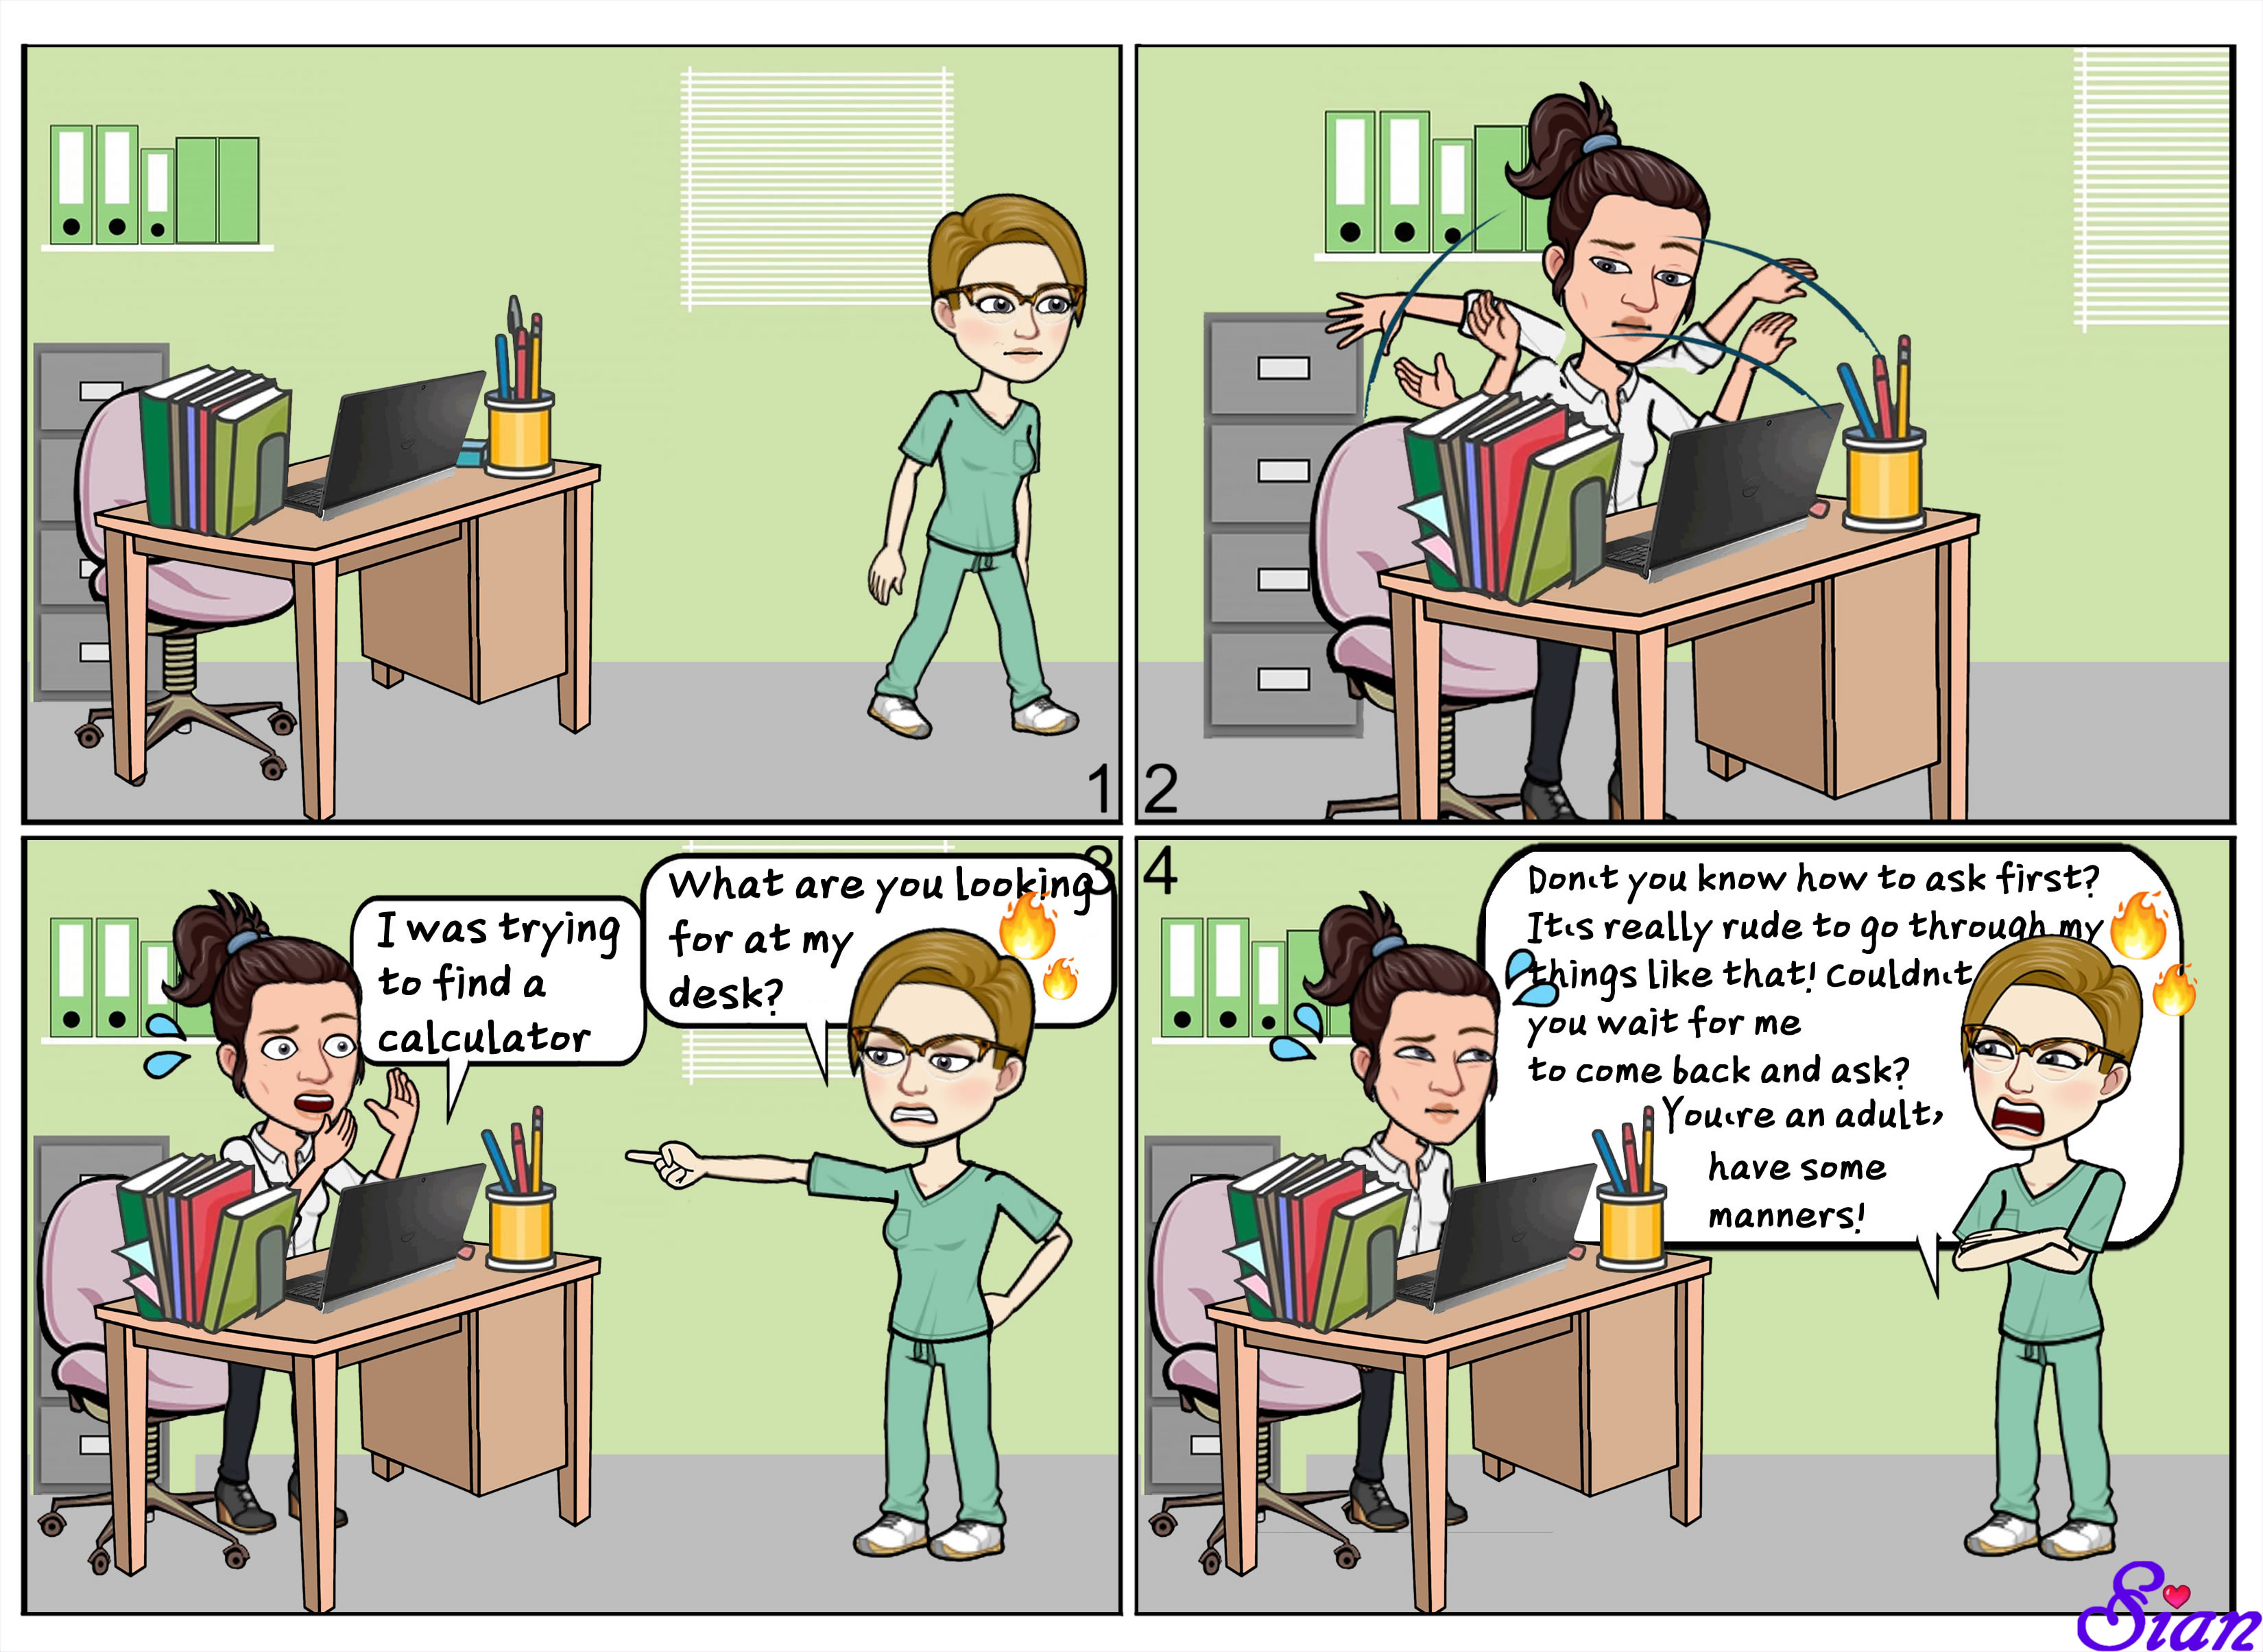 1
2
3
What are you looking
for at my
desk?
I was trying
to find a
calculator
4
Don't you know how to ask first?
It's really rude to go through my
things like that! Couldn't
you wait for me
to come back and ask?
You're an adult,
have some
manners!
Sian